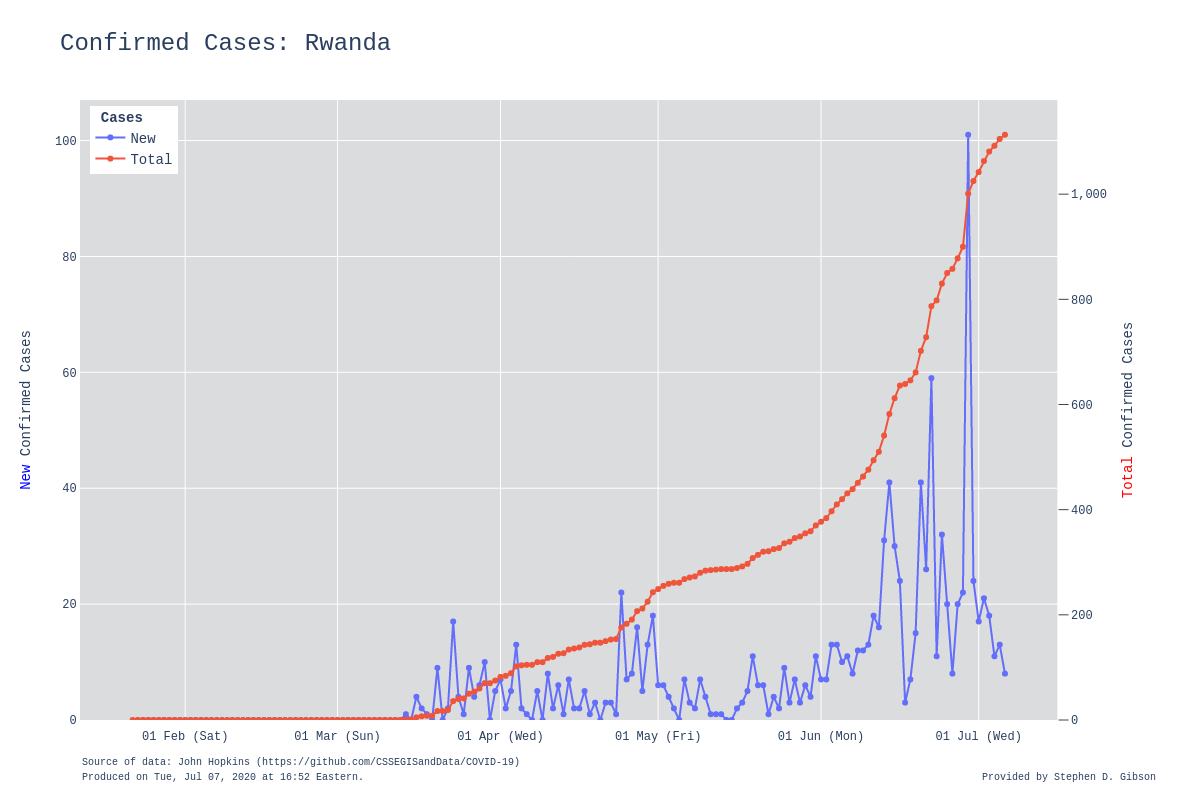 Confirmed Cases: Rwanda
Cases
New
Total
100
80
60
40
20
0
1,000
800
600
400
200
0
New Confirmed Cases
Total Confirmed Cases
01 Feb (Sat)
01 Mar (Sun)
01 Apr (Wed)
01 May (Fri)
01 Jun (Mon)
01 Jul (Wed)
Source of data: John Hopkins (https://github.com/CSSEGISandData/COVID-19)
Produced on Tue, Jul 07, 2020 at 16:52 Eastern.
Provided by Stephen D. Gibson